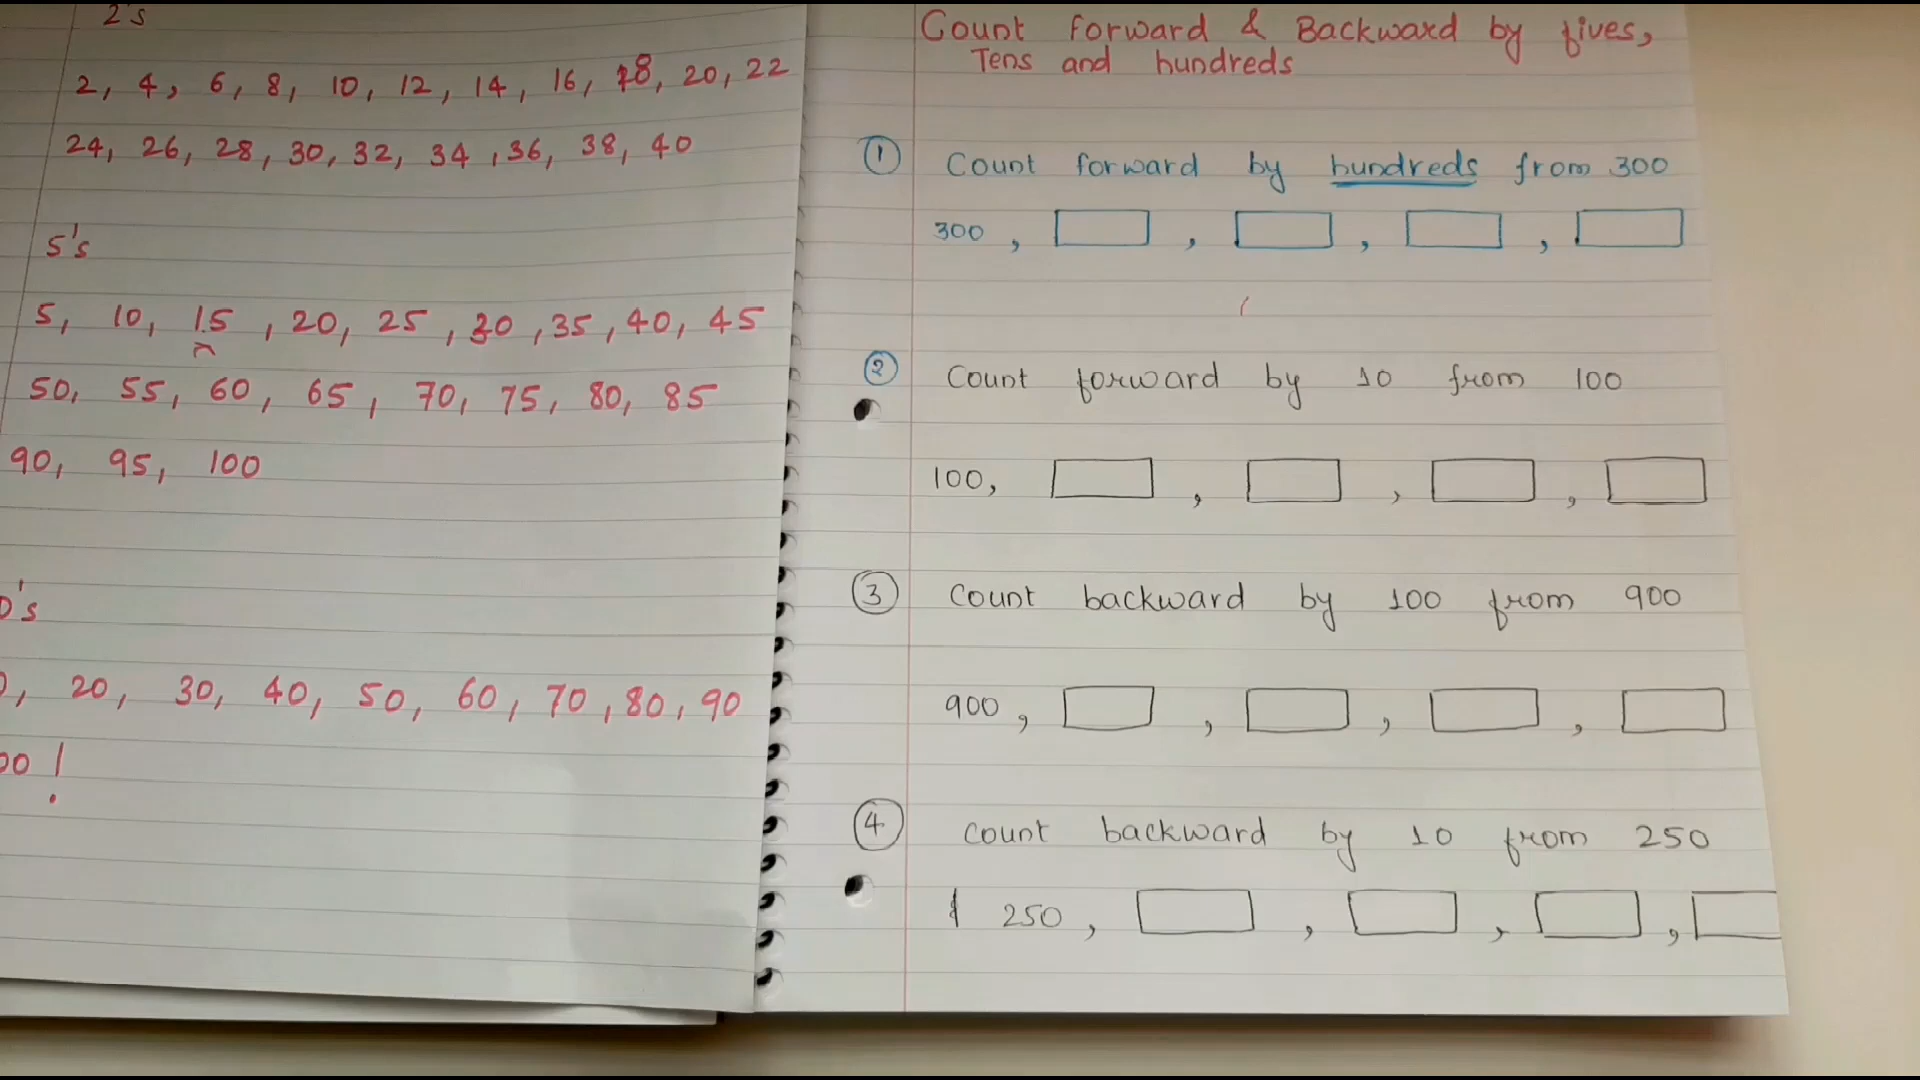 2's
2, 4, 6, 8, 10, 12, 14, 16, 18, 20, 22
24, 26, 28, 30, 32, 34, 36, 38, 40
5's
5, 10, 15, 20, 25, 30, 35, 40, 45
50, 55, 60, 65, 70, 75, 80, 85
90, 95, 100
0's
, 20, 30, 40, 50, 60, 70, 80, 90
00 !
Count forward & Backward by fives,
Tens and hundreds
1 Count forward by hundreds from 300
300, , , ,
2 Count forward by 10 from 100
100, , , ,
3 Count backward by 100 from 900
900, , , ,
4 Count backward by 10 from 250
250, , , ,